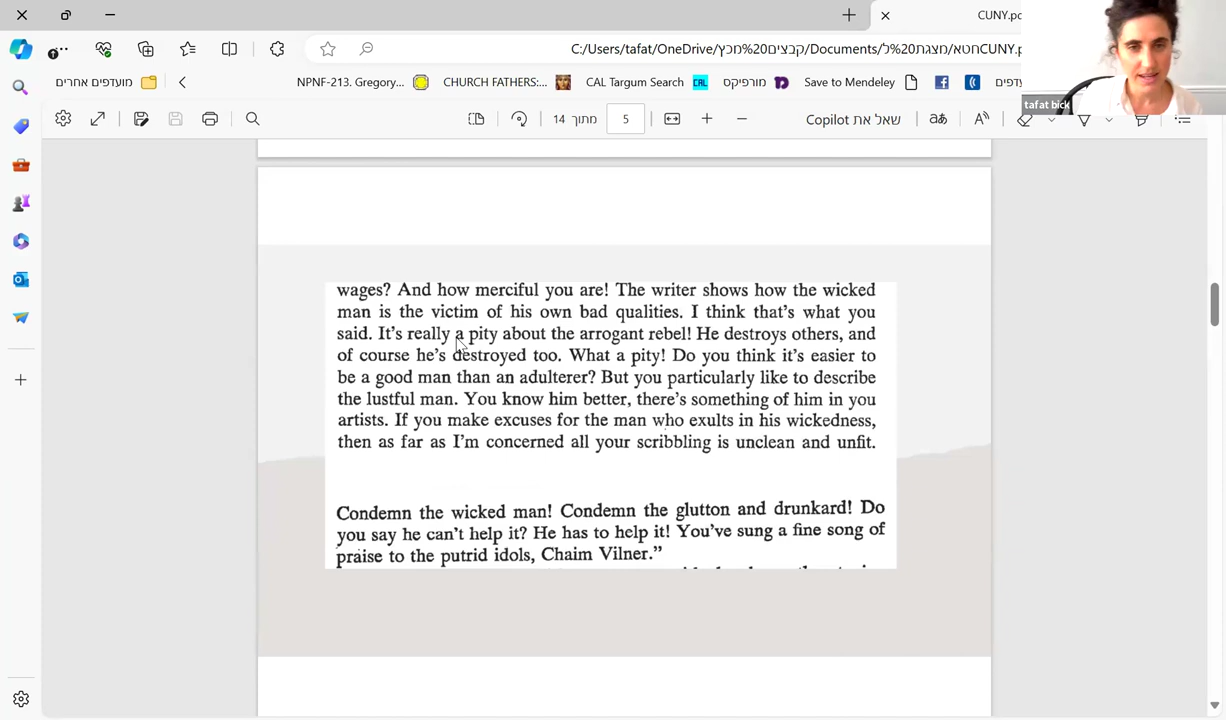 CUNY.pc
C:/Users/tafat/OneDrive/קבצים%20מכץ/Documents/מצגת%20ל/חטאCUNY.p
מועדפים אחרים
NPNF-213. Gregory...
CHURCH FATHERS:...
CAL Targum Search
CAL
מורפיקס
Save to Mendeley
tafat bick
מתוך 14
5
שאל את Copilot
wages? And how merciful you are! The writer shows how the wicked
man is the victim of his own bad qualities. I think that's what you
said. It's really a pity about the arrogant rebel! He destroys others, and
of course he's destroyed too. What a pity! Do you think it's easier to
be a good man than an adulterer? But you particularly like to describe
the lustful man. You know him better, there's something of him in you
artists. If you make excuses for the man who exults in his wickedness,
then as far as I'm concerned all your scribbling is unclean and unfit.
Condemn the wicked man! Condemn the glutton and drunkard! Do
you say he can't help it? He has to help it! You've sung a fine song of
praise to the putrid idols, Chaim Vilner."